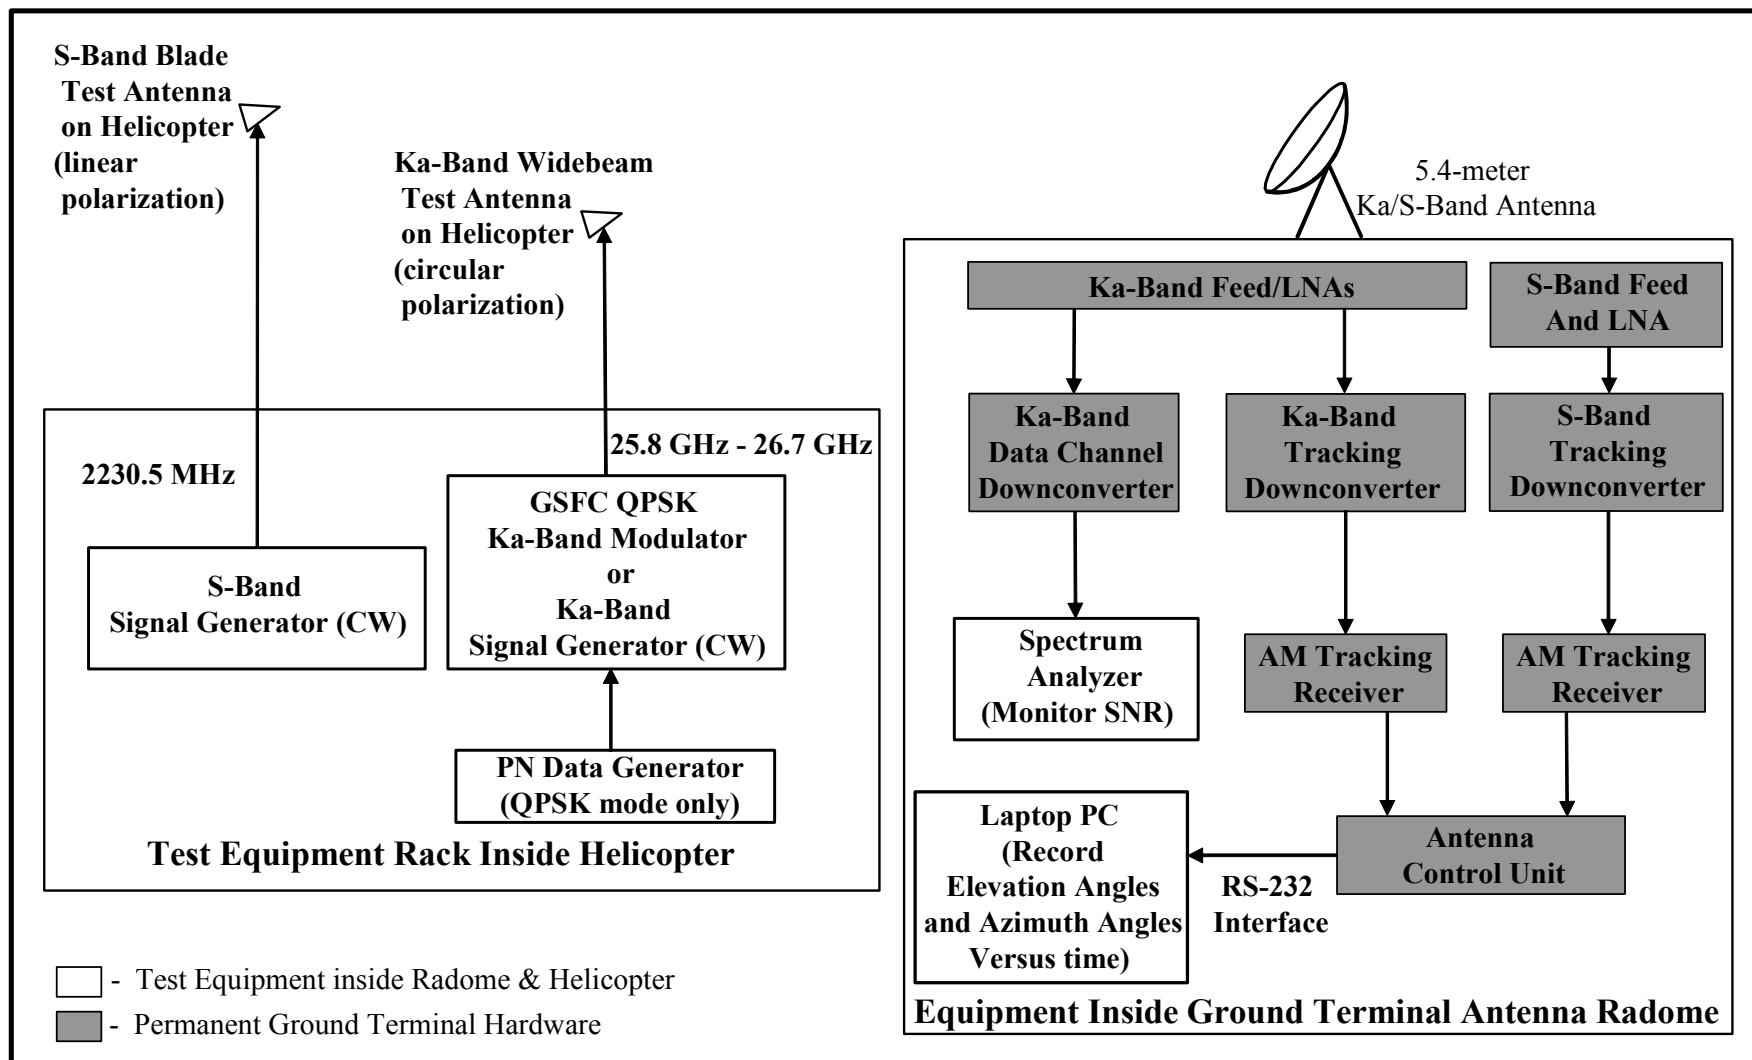 S-Band Blade
Test Antenna
on Helicopter
(linear
polarization)
Ka-Band Widebeam
Test Antenna
on Helicopter
(circular
polarization)
2230.5 MHz
25.8 GHz - 26.7 GHz
S-Band
Signal Generator (CW)
GSFC QPSK
Ka-Band Modulator
or
Ka-Band
Signal Generator (CW)
PN Data Generator
(QPSK mode only)
Test Equipment Rack Inside Helicopter
- Test Equipment inside Radome & Helicopter
- Permanent Ground Terminal Hardware
5.4-meter
Ka/S-Band Antenna
Ka-Band Feed/LNAs
S-Band Feed
And LNA
Ka-Band
Data Channel
Downconverter
Ka-Band
Tracking
Downconverter
S-Band
Tracking
Downconverter
Spectrum
Analyzer
(Monitor SNR)
AM Tracking
Receiver
AM Tracking
Receiver
Laptop PC
(Record
Elevation Angles
and Azimuth Angles
Versus time)
RS-232
Interface
Antenna
Control Unit
Equipment Inside Ground Terminal Antenna Radome